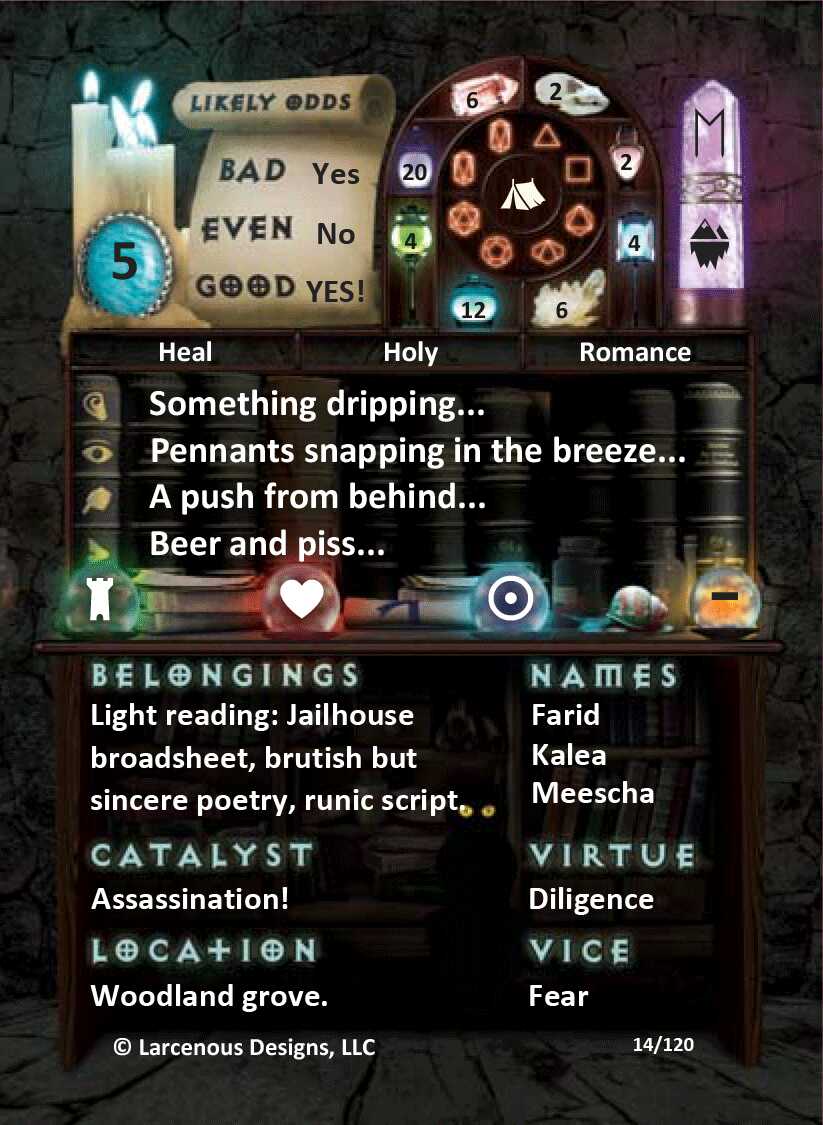 LIKELY ODDS
BAD Yes
EVEN No
GOOD YES!
5
6
2
20
2
4
4
12
6
Heal Holy Romance
Something dripping...
Pennants snapping in the breeze...
A push from behind...
Beer and piss...
BELONGINGS
Light reading: Jailhouse
broadsheet, brutish but
sincere poetry, runic script.
NAMES
Farid
Kalea
Meescha
CATALYST
Assassination!
VIRTUE
Diligence
LOCATION
Woodland grove.
VICE
Fear
© Larcenous Designs, LLC
14/120